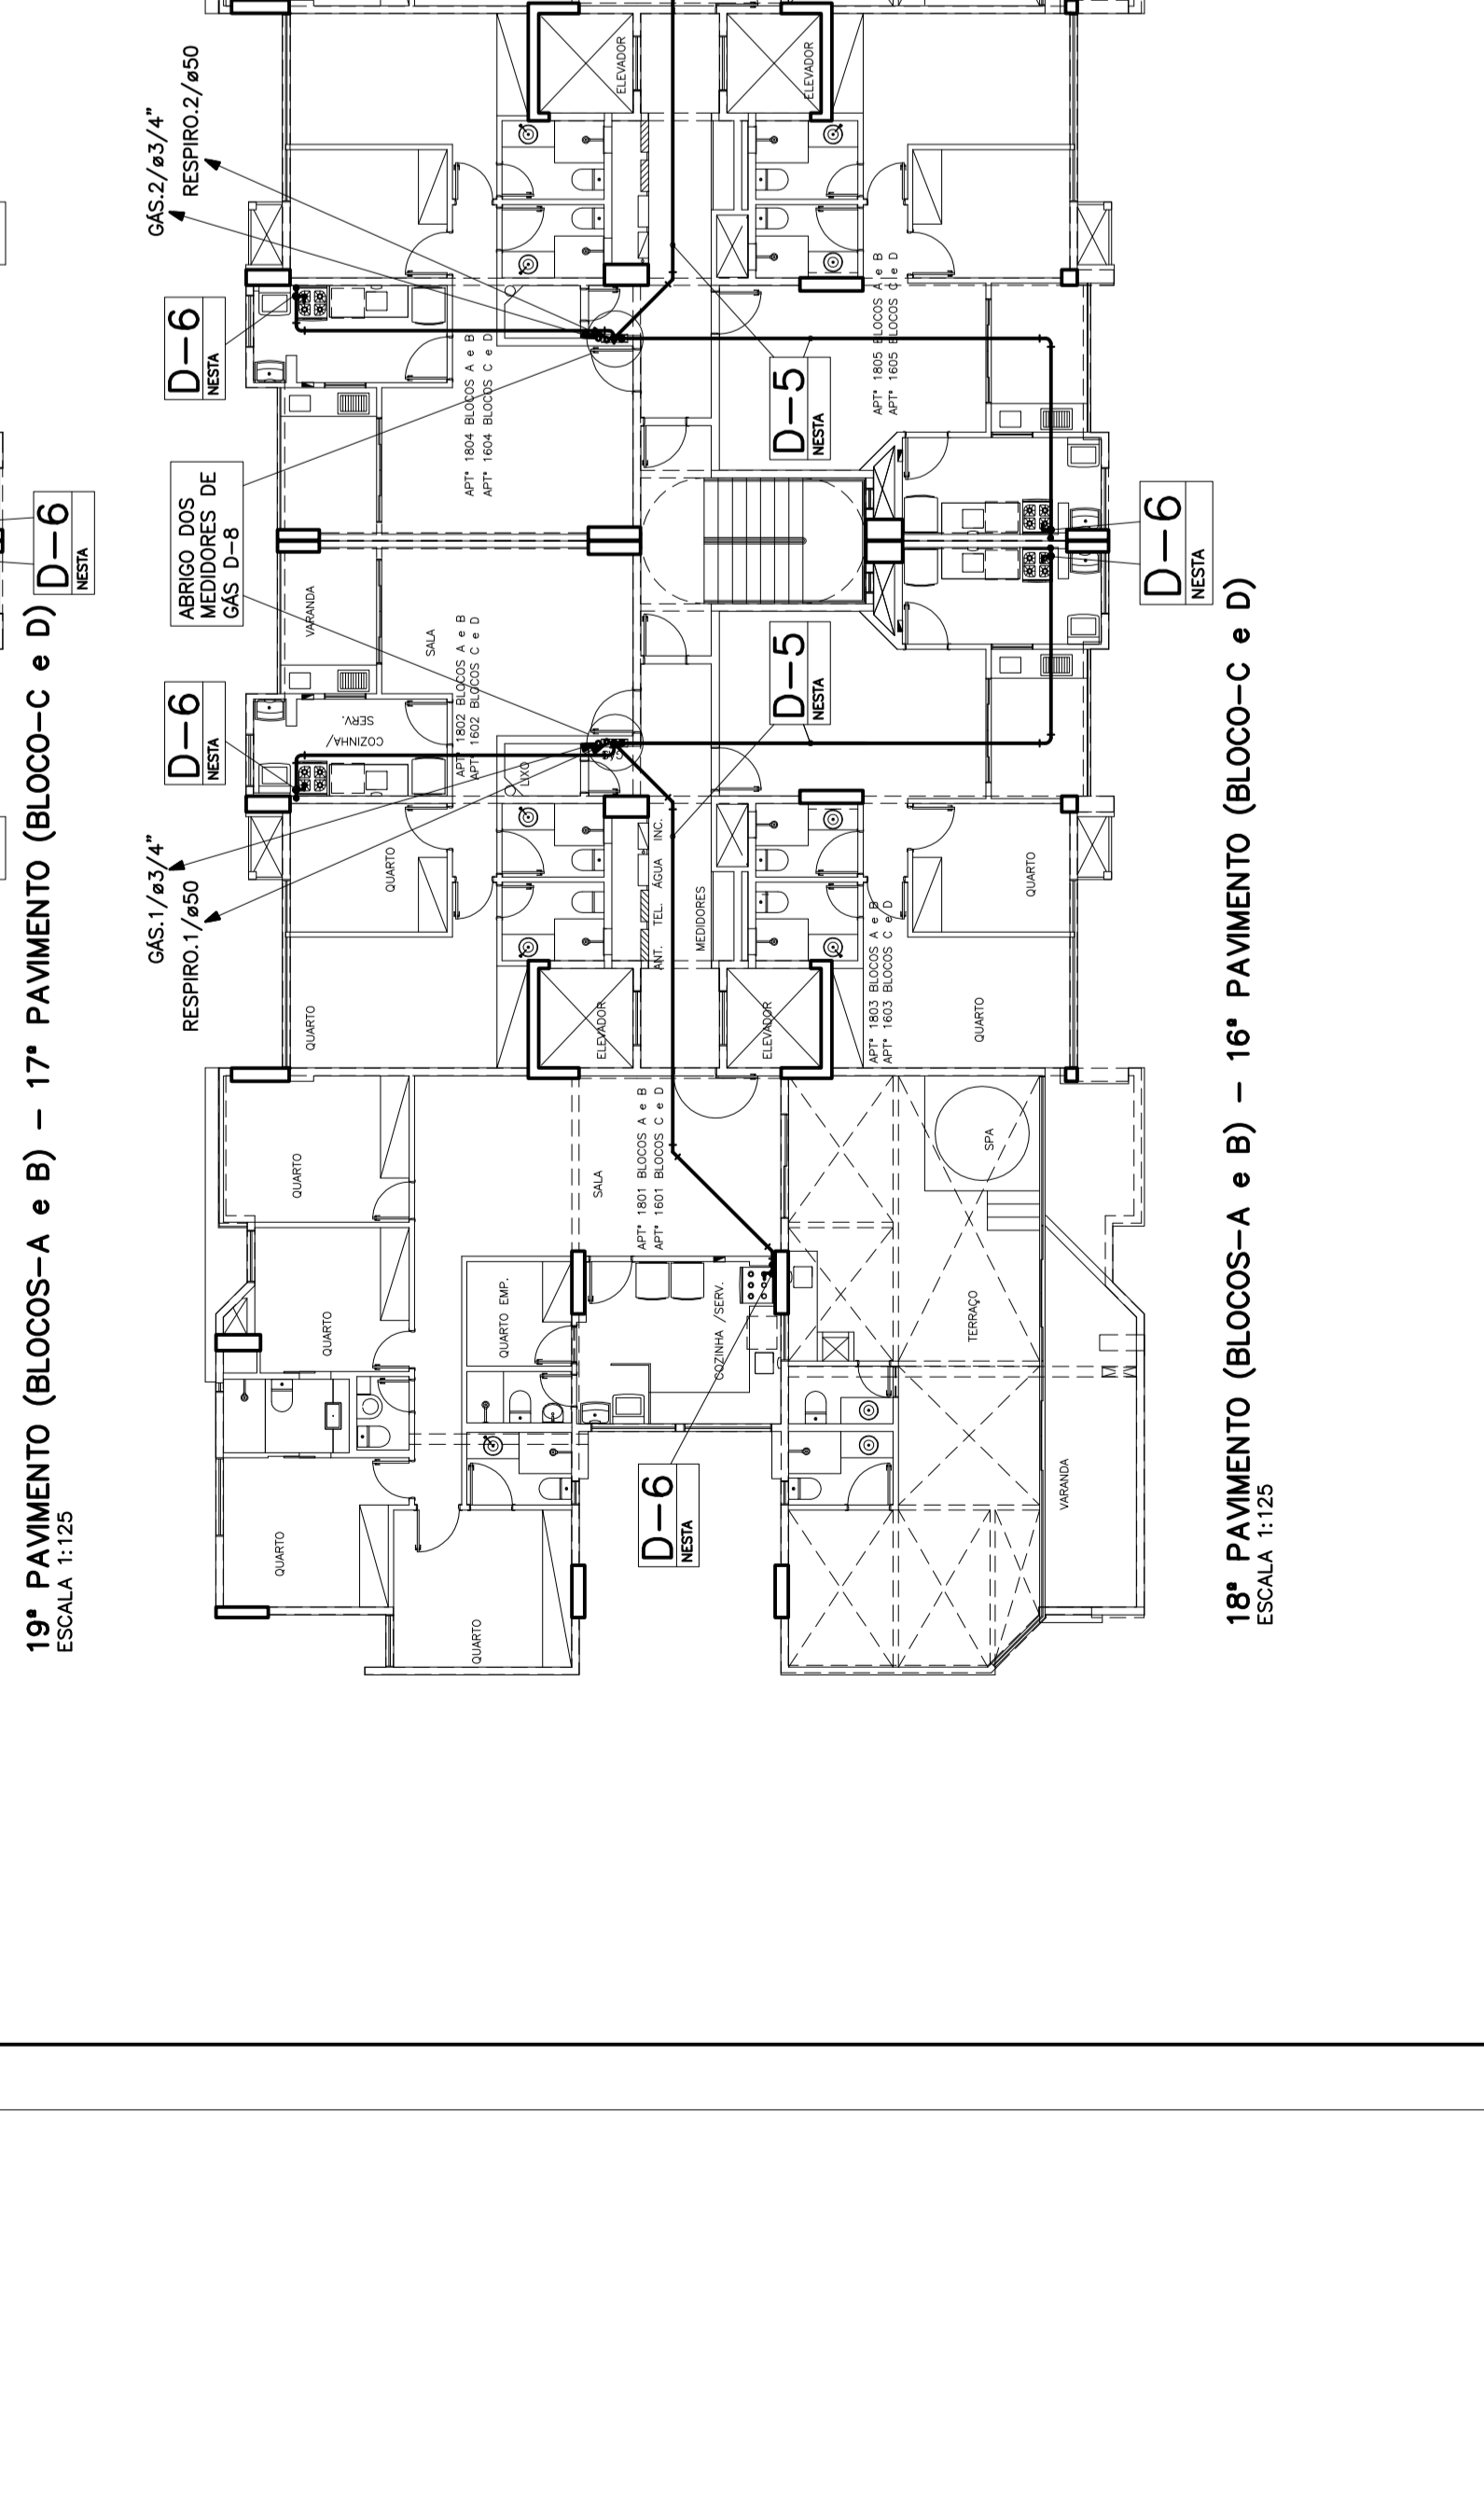 19º PAVIMENTO (BLOCOS-A e B) - 17º PAVIMENTO (BLOCO-C e D)
ESCALA 1:125
D-6
NESTA
GÁS.1/ø3/4"
RESPIRO.1/ø50
GÁS.2/ø3/4"
RESPIRO.2/ø50
D-6
NESTA
D-6
NESTA
ABRIGO DOS
MEDIDORES DE
GÁS D-8
QUARTO
QUARTO
QUARTO
QUARTO
QUARTO
QUARTO
VARANDA
COZINHA/
SERV.
SALA
APTº 1802 BLOCOS A e B
APTº 1602 BLOCOS C e D
APTº 1804 BLOCOS A e B
APTº 1604 BLOCOS C e D
LIXO
QUARTO EMP.
SALA
ELEVADOR
ELEVADOR
APTº 1801 BLOCOS A e B
APTº 1601 BLOCOS C e D
ANT. TEL. ÁGUA INC.
MEDIDORES
D-6
NESTA
COZINHA /SERV.
ELEVADOR
ELEVADOR
D-5
NESTA
D-5
NESTA
APTº 1803 BLOCOS A e B
APTº 1603 BLOCOS C e D
APTº 1805 BLOCOS A e B
APTº 1605 BLOCOS C e D
TERRAÇO
SPA
QUARTO
QUARTO
VARANDA
D-6
NESTA
18º PAVIMENTO (BLOCOS-A e B) - 16º PAVIMENTO (BLOCO-C e D)
ESCALA 1:125